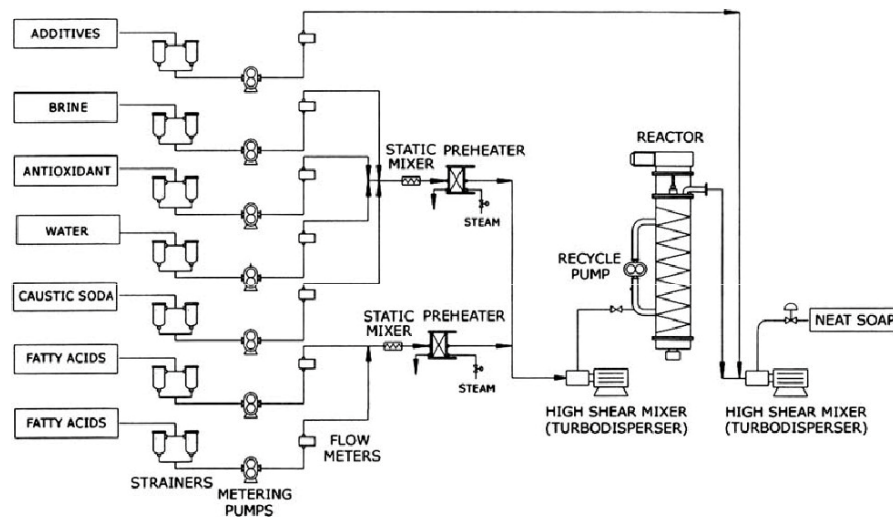 ADDITIVES
BRINE
ANTIOXIDANT
WATER
CAUSTIC SODA
FATTY ACIDS
FATTY ACIDS
STRAINERS
METERING
PUMPS
FLOW
METERS
STATIC
MIXER
PREHEATER
STEAM
STATIC
MIXER
PREHEATER
STEAM
REACTOR
RECYCLE
PUMP
HIGH SHEAR MIXER
(TURBODISPERSER)
NEAT SOAP
HIGH SHEAR MIXER
(TURBODISPERSER)